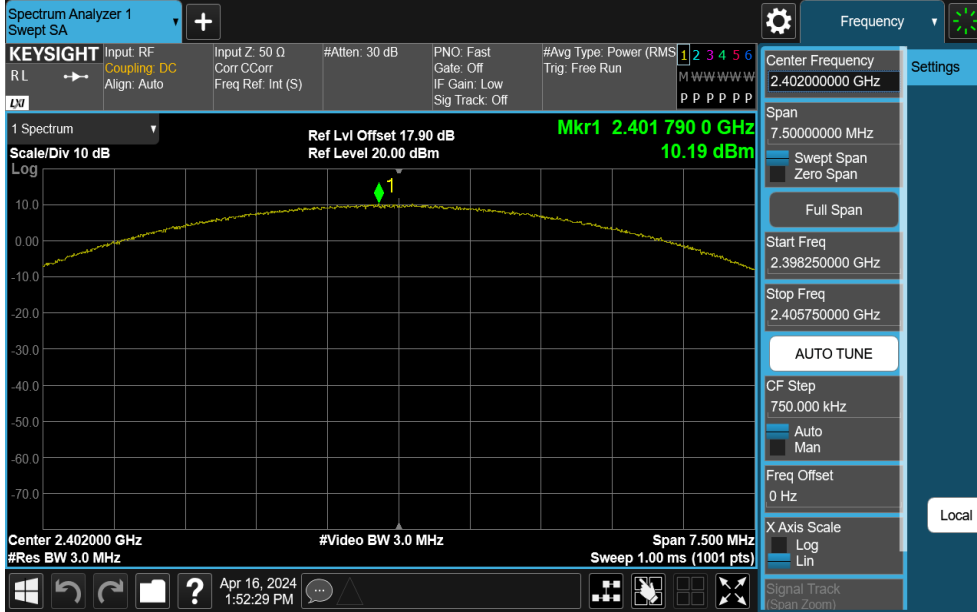 Spectrum Analyzer 1
Swept SA
+
Frequency
KEYSIGHT
R L
LXI
Input: RF
Coupling: DC
Align: Auto
Input Z: 50 Ω
Corr CCorr
Freq Ref: Int (S)
#Atten: 30 dB
PNO: Fast
Gate: Off
IF Gain: Low
Sig Track: Off
#Avg Type: Power (RMS
Trig: Free Run
1 2 3 4 5 6
M W W W W W
P P P P P P
1 Spectrum
Scale/Div 10 dB
Log
Ref Lvl Offset 17.90 dB
Ref Level 20.00 dBm
Mkr1 2.401 790 0 GHz
10.19 dBm
1
10.0
0.00
-10.0
-20.0
-30.0
-40.0
-50.0
-60.0
-70.0
Center 2.402000 GHz
#Res BW 3.0 MHz
#Video BW 3.0 MHz
Span 7.500 MHz
Sweep 1.00 ms (1001 pts)
Center Frequency
2.402000000 GHz
Span
7.50000000 MHz
Swept Span
Zero Span
Full Span
Start Freq
2.398250000 GHz
Stop Freq
2.405750000 GHz
AUTO TUNE
CF Step
750.000 kHz
Auto
Man
Freq Offset
0 Hz
X Axis Scale
Log
Lin
Signal Track
(Span Zoom)
Settings
Local
?
Apr 16, 2024
1:52:29 PM